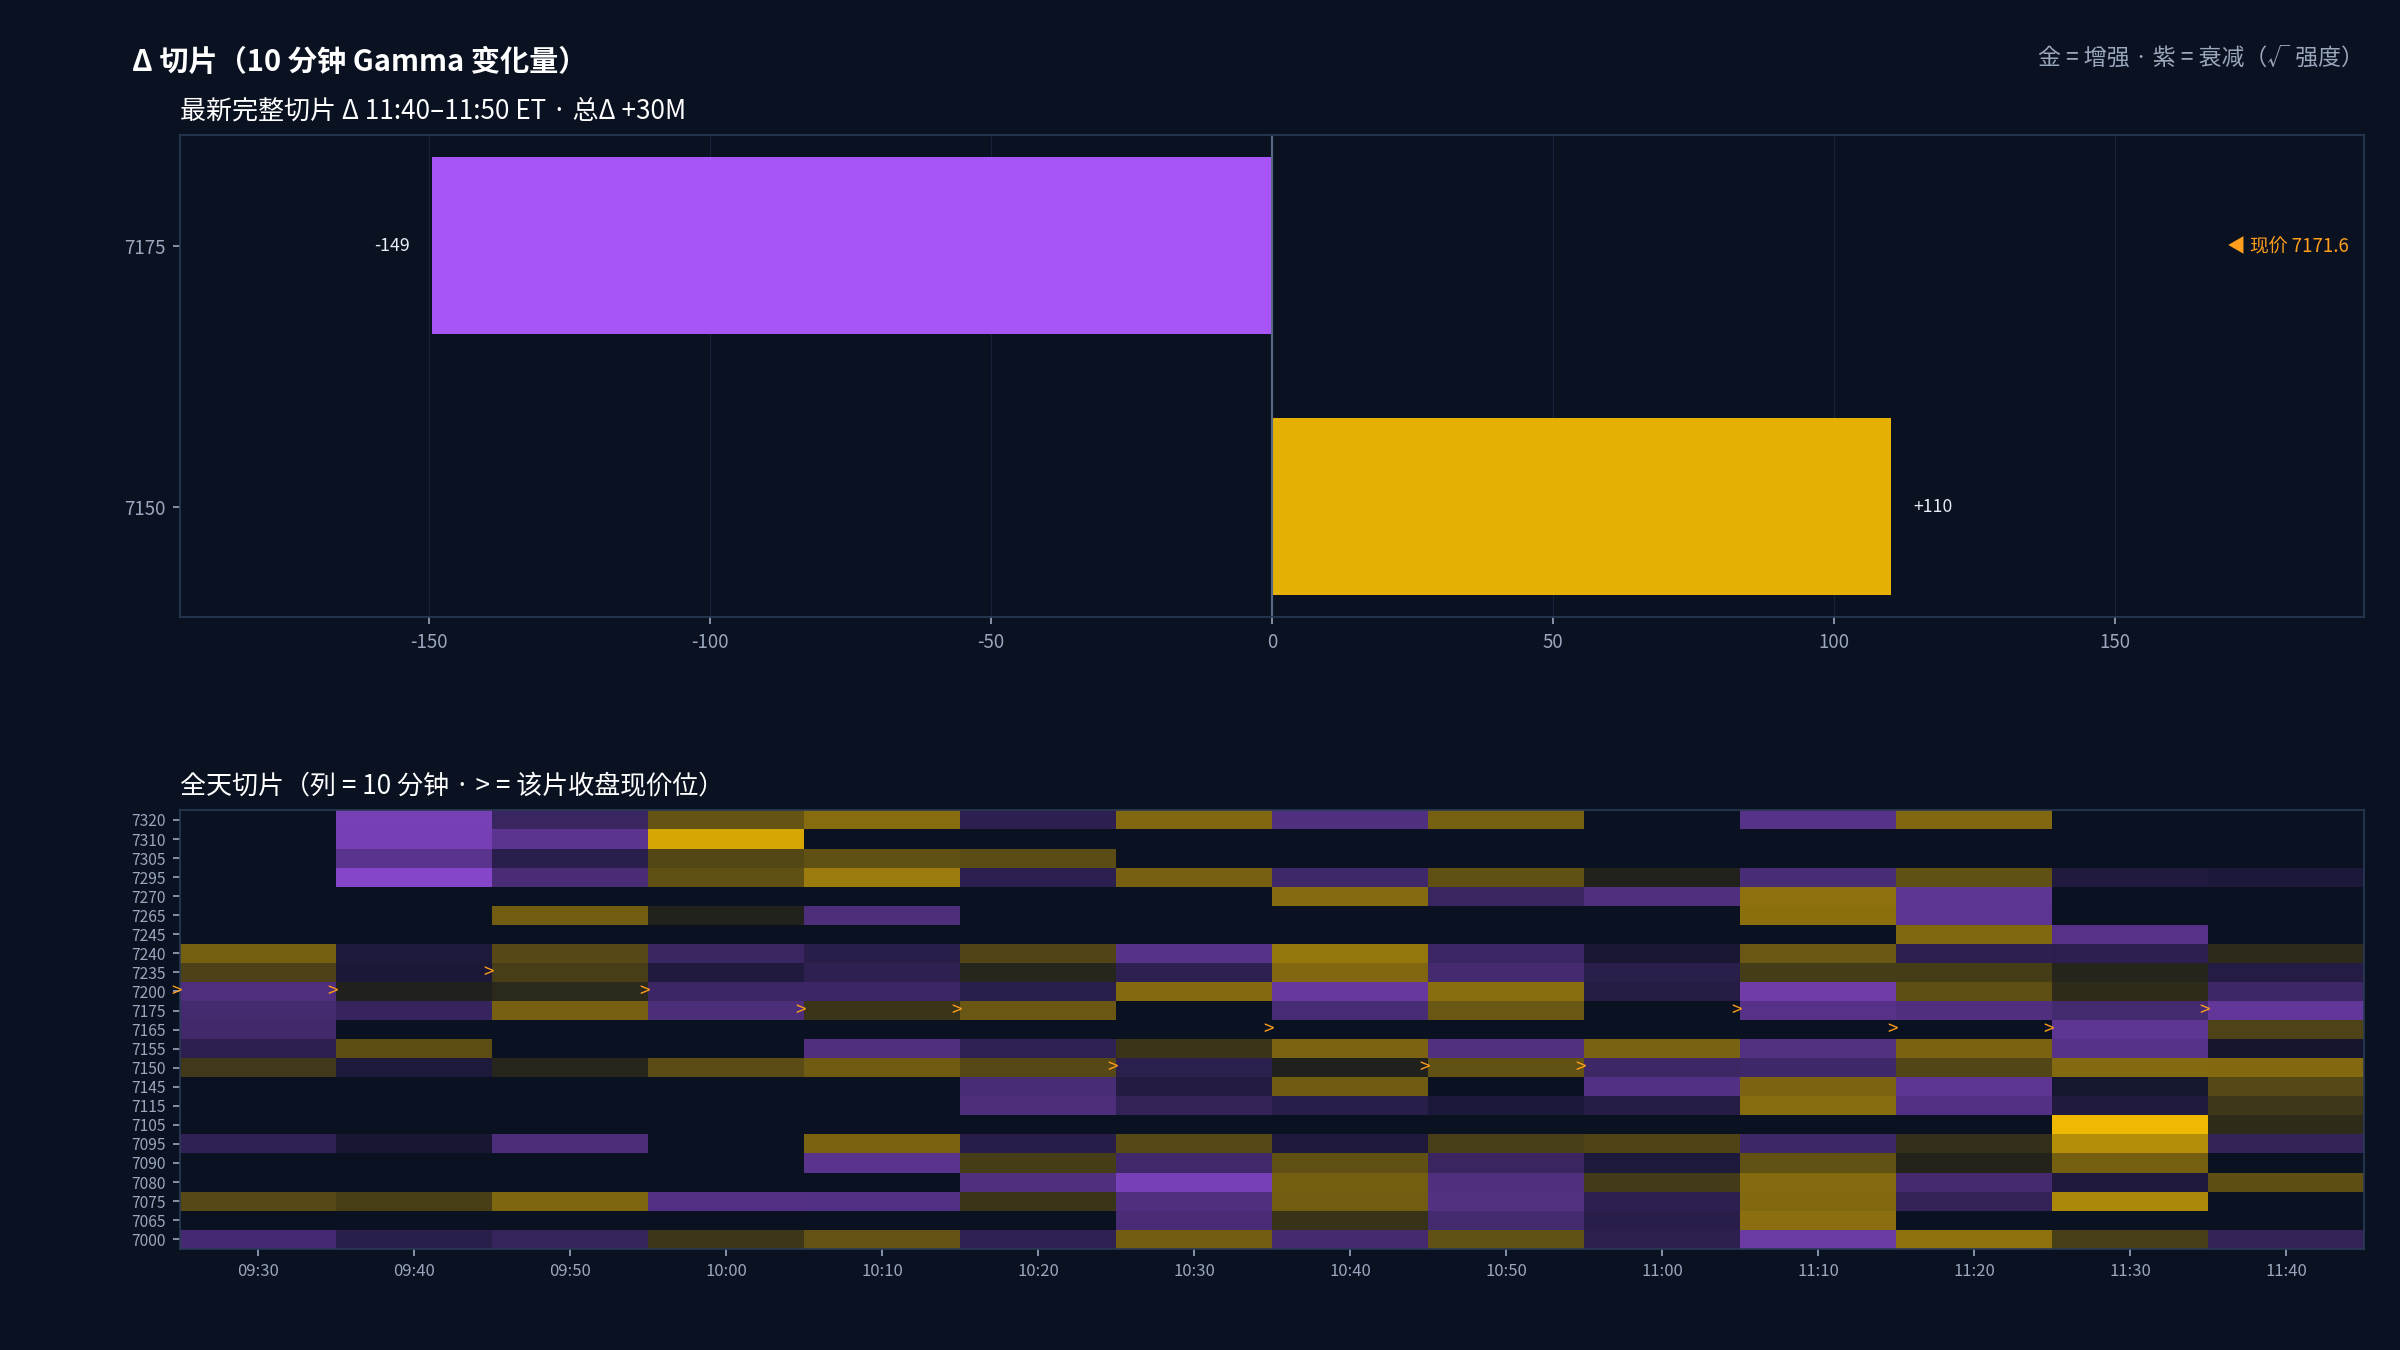 Δ 切片（10 分钟 Gamma 变化量）
金 = 增强 · 紫 = 衰减（√ 强度）
最新完整切片 Δ 11:40–11:50 ET · 总Δ +30M
7175
-149
◀ 现价 7171.6
7150
+110
-150 -100 -50 0 50 100 150
全天切片（列 = 10 分钟 · > = 该片收盘现价位）
7320
7310
7305
7295
7270
7265
7245
7240
7235
>
7200
> > >
7175
> > > >
7165
> > >
7155
7150
> > >
7145
7115
7105
7095
7090
7080
7075
7065
7000
09:30 09:40 09:50 10:00 10:10 10:20 10:30 10:40 10:50 11:00 11:10 11:20 11:30 11:40